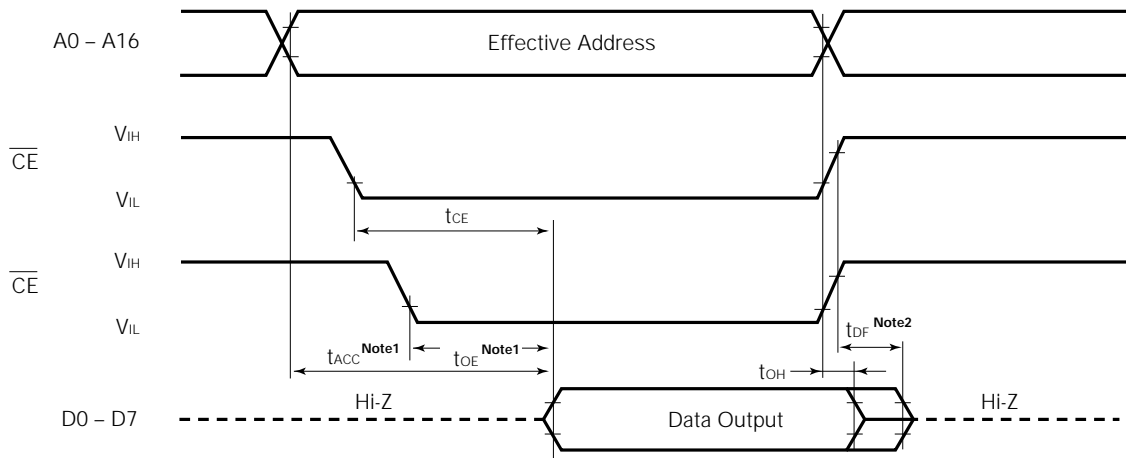 A0 – A16
Effective Address
VIH
CE
VIL
tCE
VIH
CE
VIL
tACC Note1
tOE Note1
tDF Note2
tOH
Hi-Z
D0 – D7
Data Output
Hi-Z